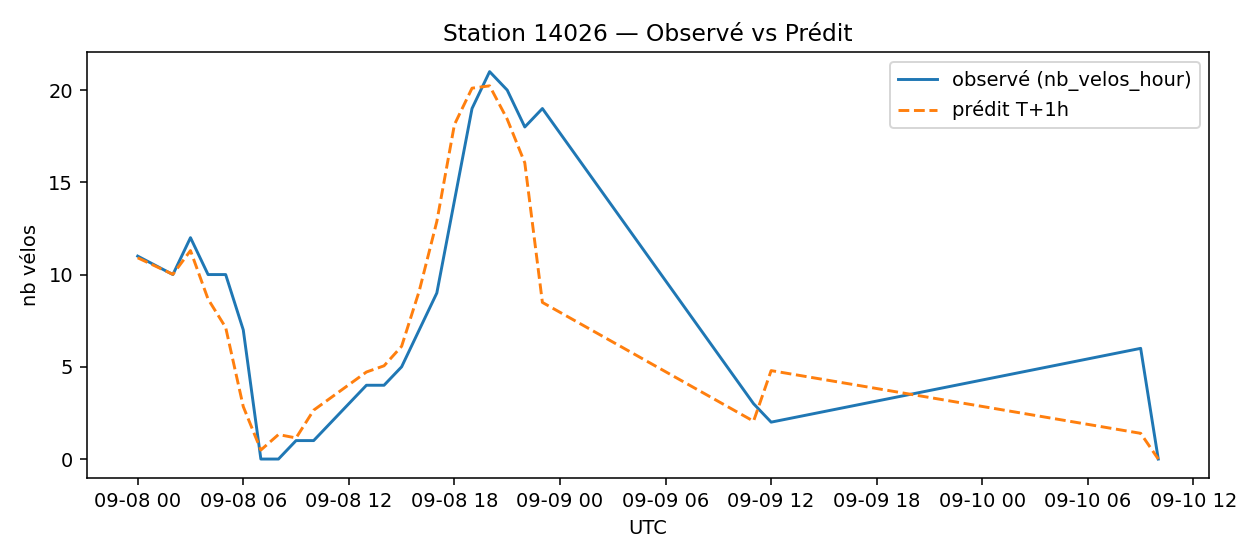 Station 14026 — Observé vs Prédit
observé (nb_velos_hour)
prédit T+1h
nb vélos
20
15
10
5
0
09-08 00 09-08 06 09-08 12 09-08 18 09-09 00 09-09 06 09-09 12 09-09 18 09-10 00 09-10 06 09-10 12
UTC